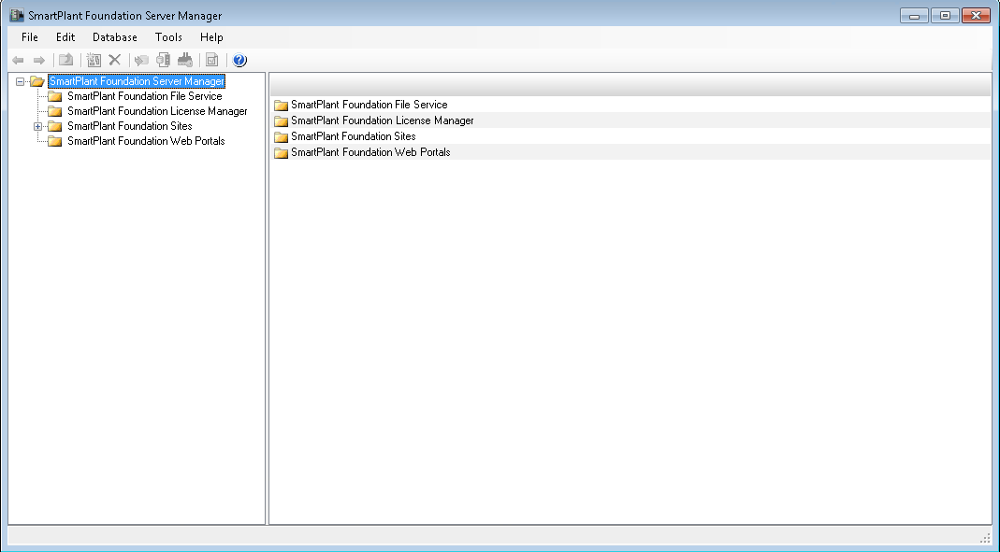 SmartPlant Foundation Server Manager
File Edit Database Tools Help
SmartPlant Foundation Server Manager
SmartPlant Foundation File Service
SmartPlant Foundation License Manager
SmartPlant Foundation Sites
SmartPlant Foundation Web Portals
SmartPlant Foundation File Service
SmartPlant Foundation License Manager
SmartPlant Foundation Sites
SmartPlant Foundation Web Portals